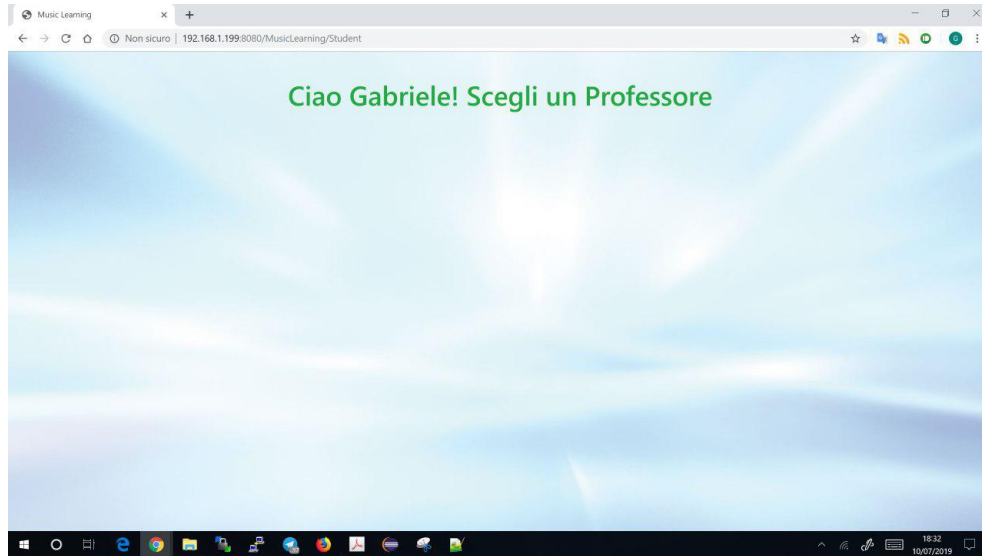 Music Learning
Non sicuro | 192.168.1.199:8080/MusicLearning/Student
Ciao Gabriele! Scegli un Professore
18:32
10/07/2019